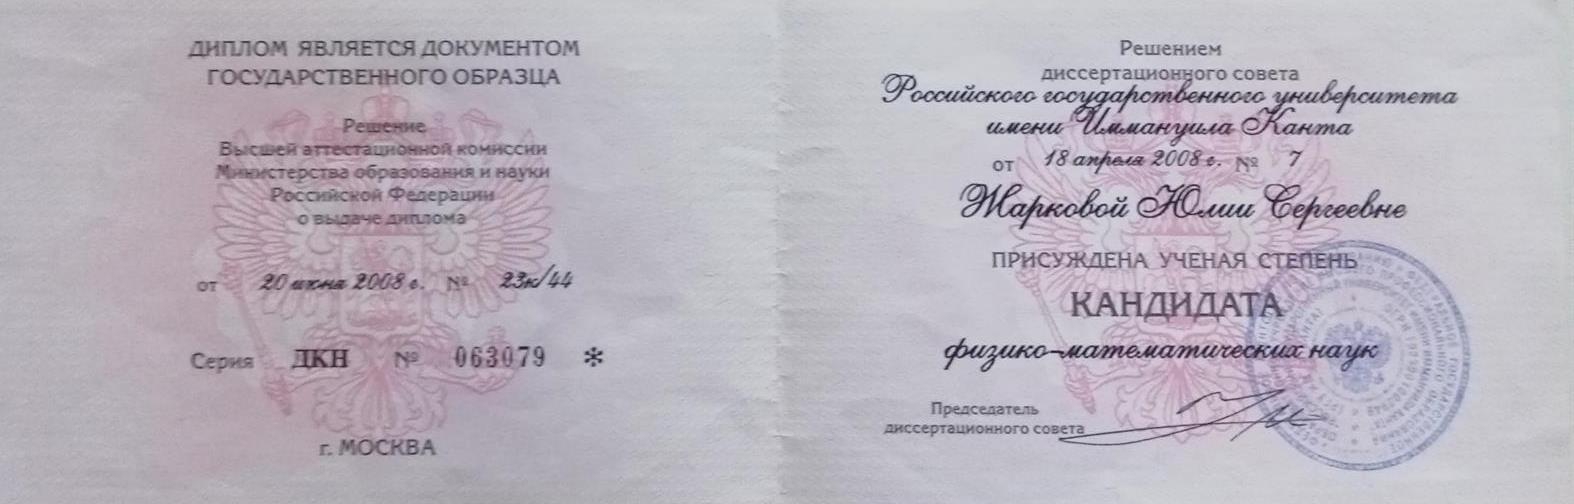 ДИПЛОМ ЯВЛЯЕТСЯ ДОКУМЕНТОМ
ГОСУДАРСТВЕННОГО ОБРАЗЦА
Решение
Высшей аттестационной комиссии
Министерства образования и науки
Российской Федерации
о выдаче диплома
от 20 июня 2008 г. № 23к/44
Серия ДКН № 063079 *
г. МОСКВА
Решением
диссертационного совета
Российского государственного университета
имени Иммануила Канта
от 18 апреля 2008 г. № 7
Жарковой Юлии Сергеевне
ПРИСУЖДЕНА УЧЕНАЯ СТЕПЕНЬ
КАНДИДАТА
физико-математических наук
Председатель
диссертационного совета